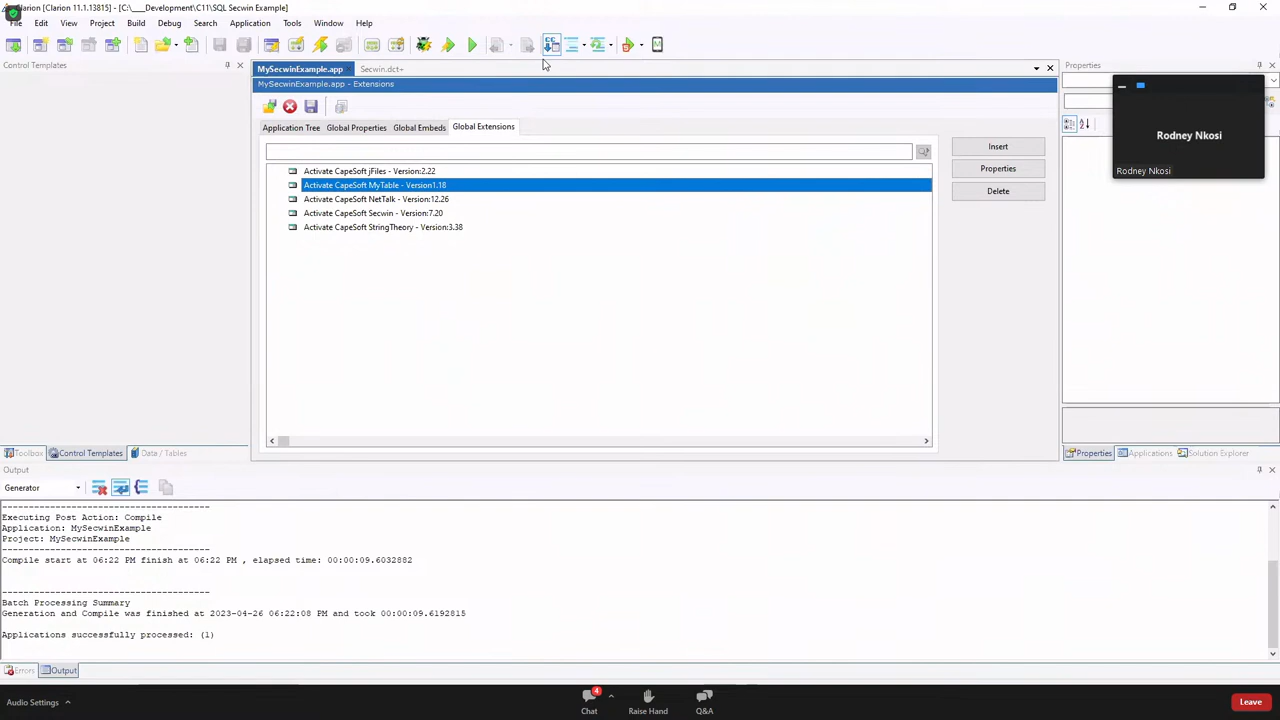 Clarion (Clarion 11.1.13815) - [C:\___Development\C11\SQL Secwin Example]
File Edit View Project Build Debug Search Application Tools Window Help
Control Templates
MySecwinExample.app Secwin.dct+
MySecwinExample.app - Extensions
Application Tree Global Properties Global Embeds Global Extensions
Activate CapeSoft jFiles - Version:2.22
Activate CapeSoft MyTable - Version1.18
Activate CapeSoft NetTalk - Version:12.26
Activate CapeSoft Secwin - Version:7.20
Activate CapeSoft StringTheory - Version:3.38
Insert
Properties
Delete
Properties
Rodney Nkosi
Rodney Nkosi
Toolbox Control Templates Data / Tables
Properties Applications Solution Explorer
Output
Generator
---------------------------------------
Executing Post Action: Compile
Application: MySecwinExample
Project: MySecwinExample
---------------------------------------
Compile start at 06:22 PM finish at 06:22 PM , elapsed time: 00:00:09.6032882
---------------------------------------
Batch Processing Summary
Generation and Compile was finished at 2023-04-26 06:22:08 PM and took 00:00:09.6192815
Applications successfully processed: (1)
Errors Output
Audio Settings
4
Chat
Raise Hand
Q&A
Leave